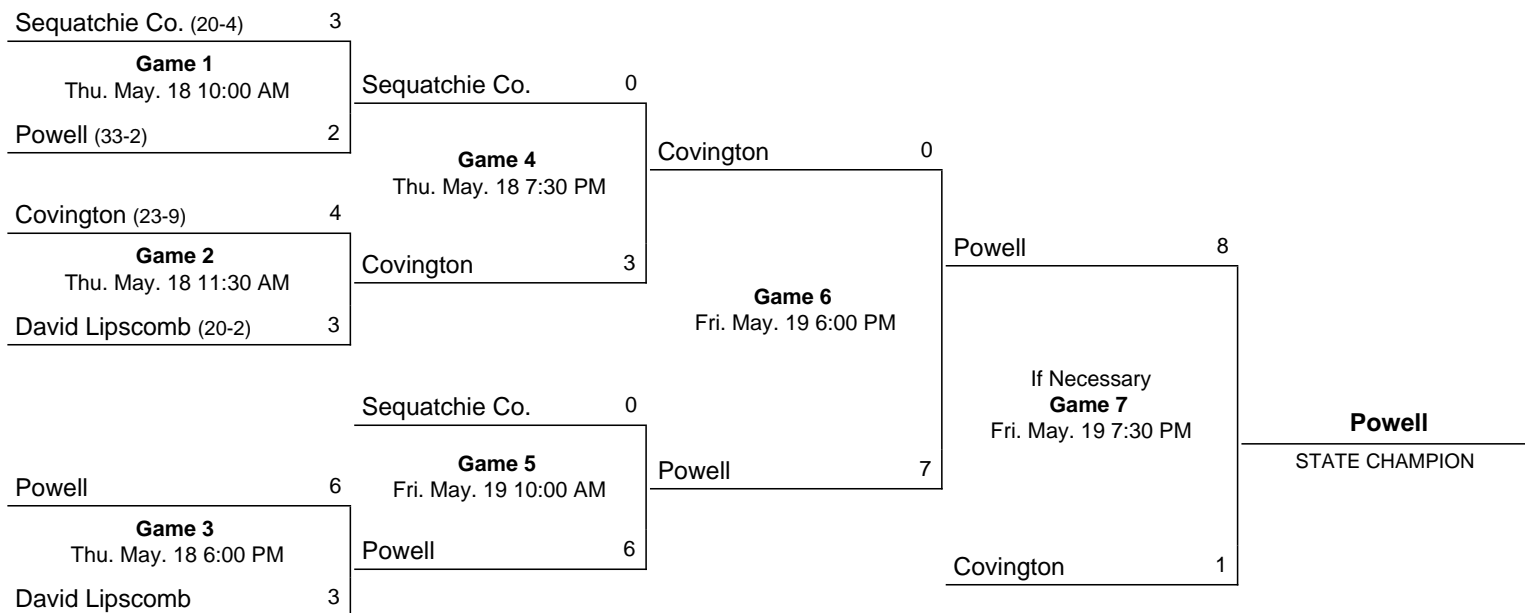 Sequatchie Co. (20-4) 3
Game 1
Thu. May. 18 10:00 AM
Powell (33-2) 2
Covington (23-9) 4
Game 2
Thu. May. 18 11:30 AM
David Lipscomb (20-2) 3
Powell 6
Game 3
Thu. May. 18 6:00 PM
David Lipscomb 3
Sequatchie Co. 0
Game 4
Thu. May. 18 7:30 PM
Covington 3
Sequatchie Co. 0
Game 5
Fri. May. 19 10:00 AM
Powell 6
Covington 0
Game 6
Fri. May. 19 6:00 PM
Powell 7
Powell 8
If Necessary
Game 7
Fri. May. 19 7:30 PM
Covington 1
Powell
STATE CHAMPION